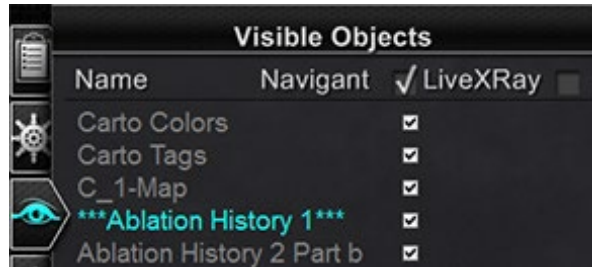 Visible Objects
Name Navigant LiveXRay
Carto Colors
Carto Tags
C_1-Map
***Ablation History 1***
Ablation History 2 Part b